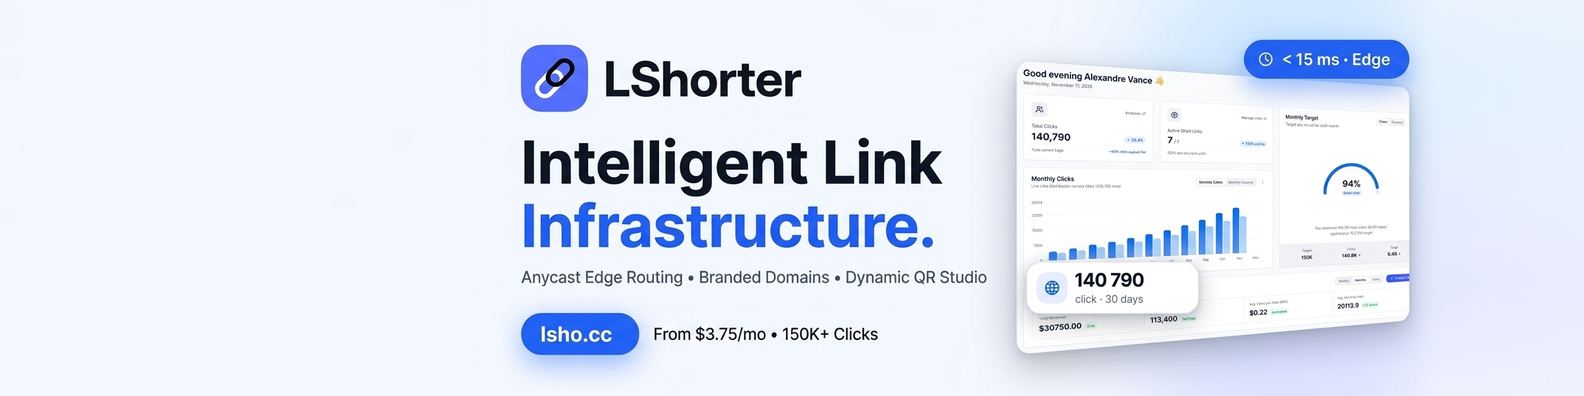 LShorter
Intelligent Link
Infrastructure.
Anycast Edge Routing • Branded Domains • Dynamic QR Studio
lsho.cc
From $3.75/mo • 150K+ Clicks
< 15 ms · Edge
Good evening Alexandre Vance 👋
Wednesday, November 11, 2026
Total Clicks
140,790
Active Short Links
7
Monthly Target
94%
Monthly Clicks
140 790
click · 30 days
Target
150K
140.8K
$30750.00
113,400
$0.22
20113.9